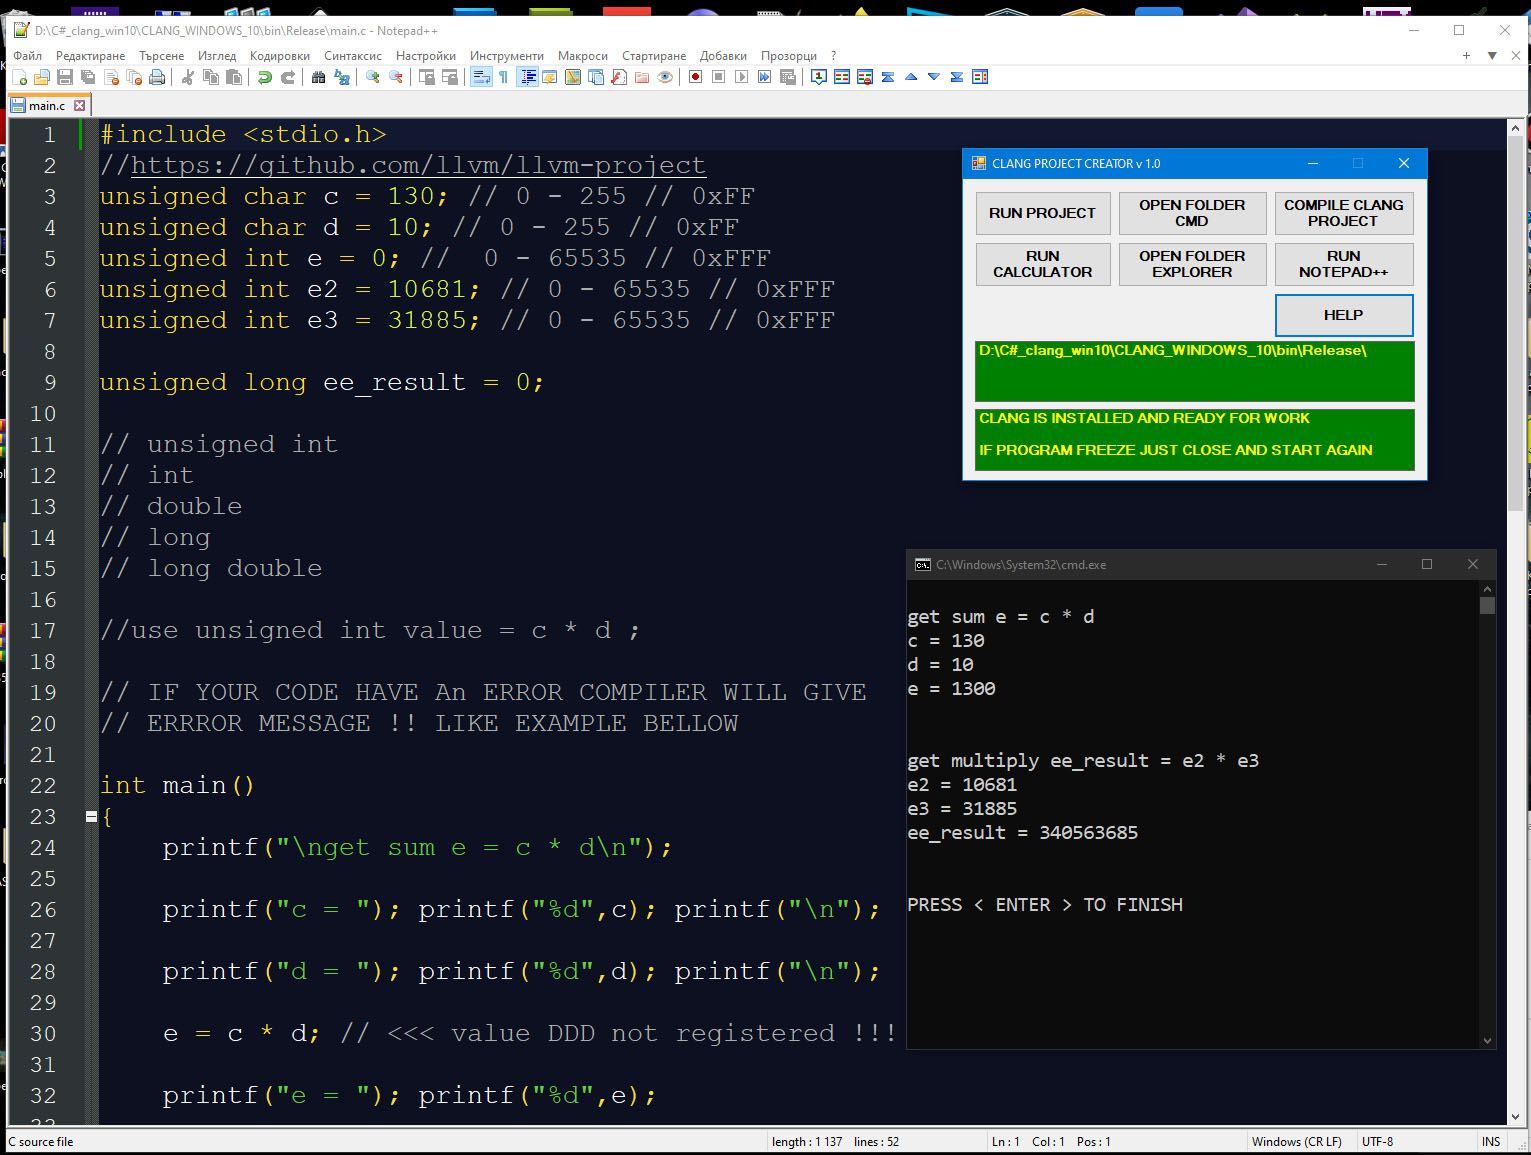 D:\C#_clang_win10\CLANG_WINDOWS_10\bin\Release\main.c - Notepad++
Файл Редактиране Търсене Изглед Кодировки Синтаксис Настройки Инструменти Макроси Стартиране Добавки Прозорци ?
main.c
1 #include <stdio.h>
2 //https://github.com/llvm/llvm-project
3 unsigned char c = 130; // 0 - 255 // 0xFF
4 unsigned char d = 10; // 0 - 255 // 0xFF
5 unsigned int e = 0; //  0 - 65535 // 0xFFF
6 unsigned int e2 = 10681; // 0 - 65535 // 0xFFF
7 unsigned int e3 = 31885; // 0 - 65535 // 0xFFF
8
9 unsigned long ee_result = 0;
10
11 // unsigned int
12 // int
13 // double
14 // long
15 // long double
16
17 //use unsigned int value = c * d ;
18
19 // IF YOUR CODE HAVE An ERROR COMPILER WILL GIVE
20 // ERRROR MESSAGE !! LIKE EXAMPLE BELLOW
21
22 int main()
23 {
24 printf("\nget sum e = c * d\n");
25
26 printf("c = "); printf("%d",c); printf("\n");
27
28 printf("d = "); printf("%d",d); printf("\n");
29
30 e = c * d; // <<< value DDD not registered !!!
31
32 printf("e = "); printf("%d",e);
CLANG PROJECT CREATOR v 1.0
RUN PROJECT
OPEN FOLDER
CMD
COMPILE CLANG
PROJECT
RUN
CALCULATOR
OPEN FOLDER
EXPLORER
RUN
NOTEPAD++
HELP
D:\C#_clang_win10\CLANG_WINDOWS_10\bin\Release\
CLANG IS INSTALLED AND READY FOR WORK
IF PROGRAM FREEZE JUST CLOSE AND START AGAIN
C:\Windows\System32\cmd.exe
get sum e = c * d
c = 130
d = 10
e = 1300
get multiply ee_result = e2 * e3
e2 = 10681
e3 = 31885
ee_result = 340563685
PRESS < ENTER > TO FINISH
C source file length : 1 137 lines : 52 Ln : 1 Col : 1 Pos : 1 Windows (CR LF) UTF-8 INS